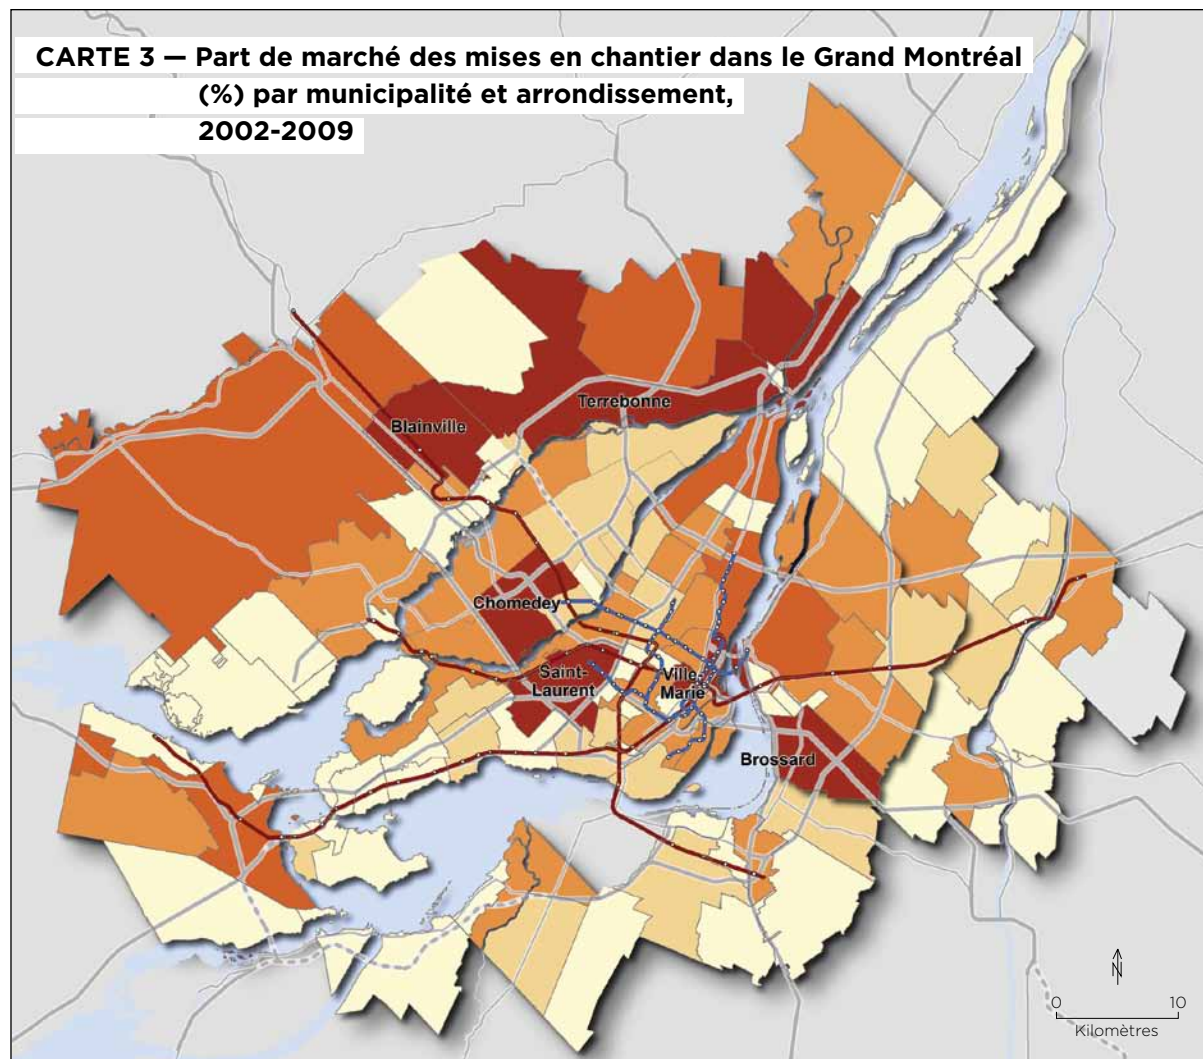 CARTE 3 — Part de marché des mises en chantier dans le Grand Montréal
(%) par municipalité et arrondissement,
2002-2009
Terrebonne
Blainville
Chomedey
Saint-
Laurent
Ville-
Marie
Brossard
N
0 10
Kilomètres